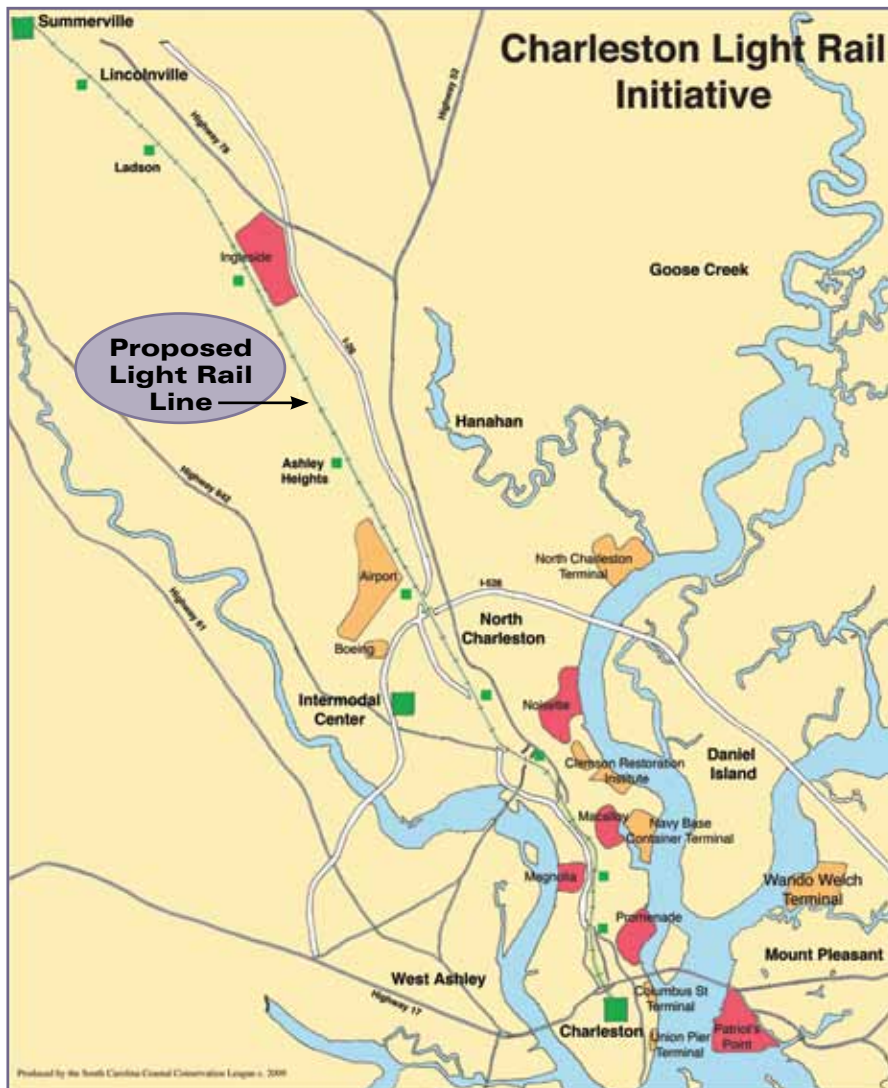 Charleston Light Rail
Initiative
Summerville
Lincolnville
Highway 52
Highway 78
Ladson
Ingleside
Goose Creek
Proposed
Light Rail
Line
I-26
Hanahan
Ashley
Heights
Highway 642
North Charleston
Terminal
Airport
I-526
Highway 61
North
Charleston
Boeing
Intermodal
Center
Noisette
Daniel
Island
Clemson Restoration
Institute
Macalloy
Navy Base
Container Terminal
Magnolia
Wando Welch
Terminal
Promenade
Mount Pleasant
West Ashley
Highway 17
Columbus St
Terminal
Charleston
Union Pier
Terminal
Patriot's
Point
Produced by the South Carolina Coastal Conservation League c. 2009